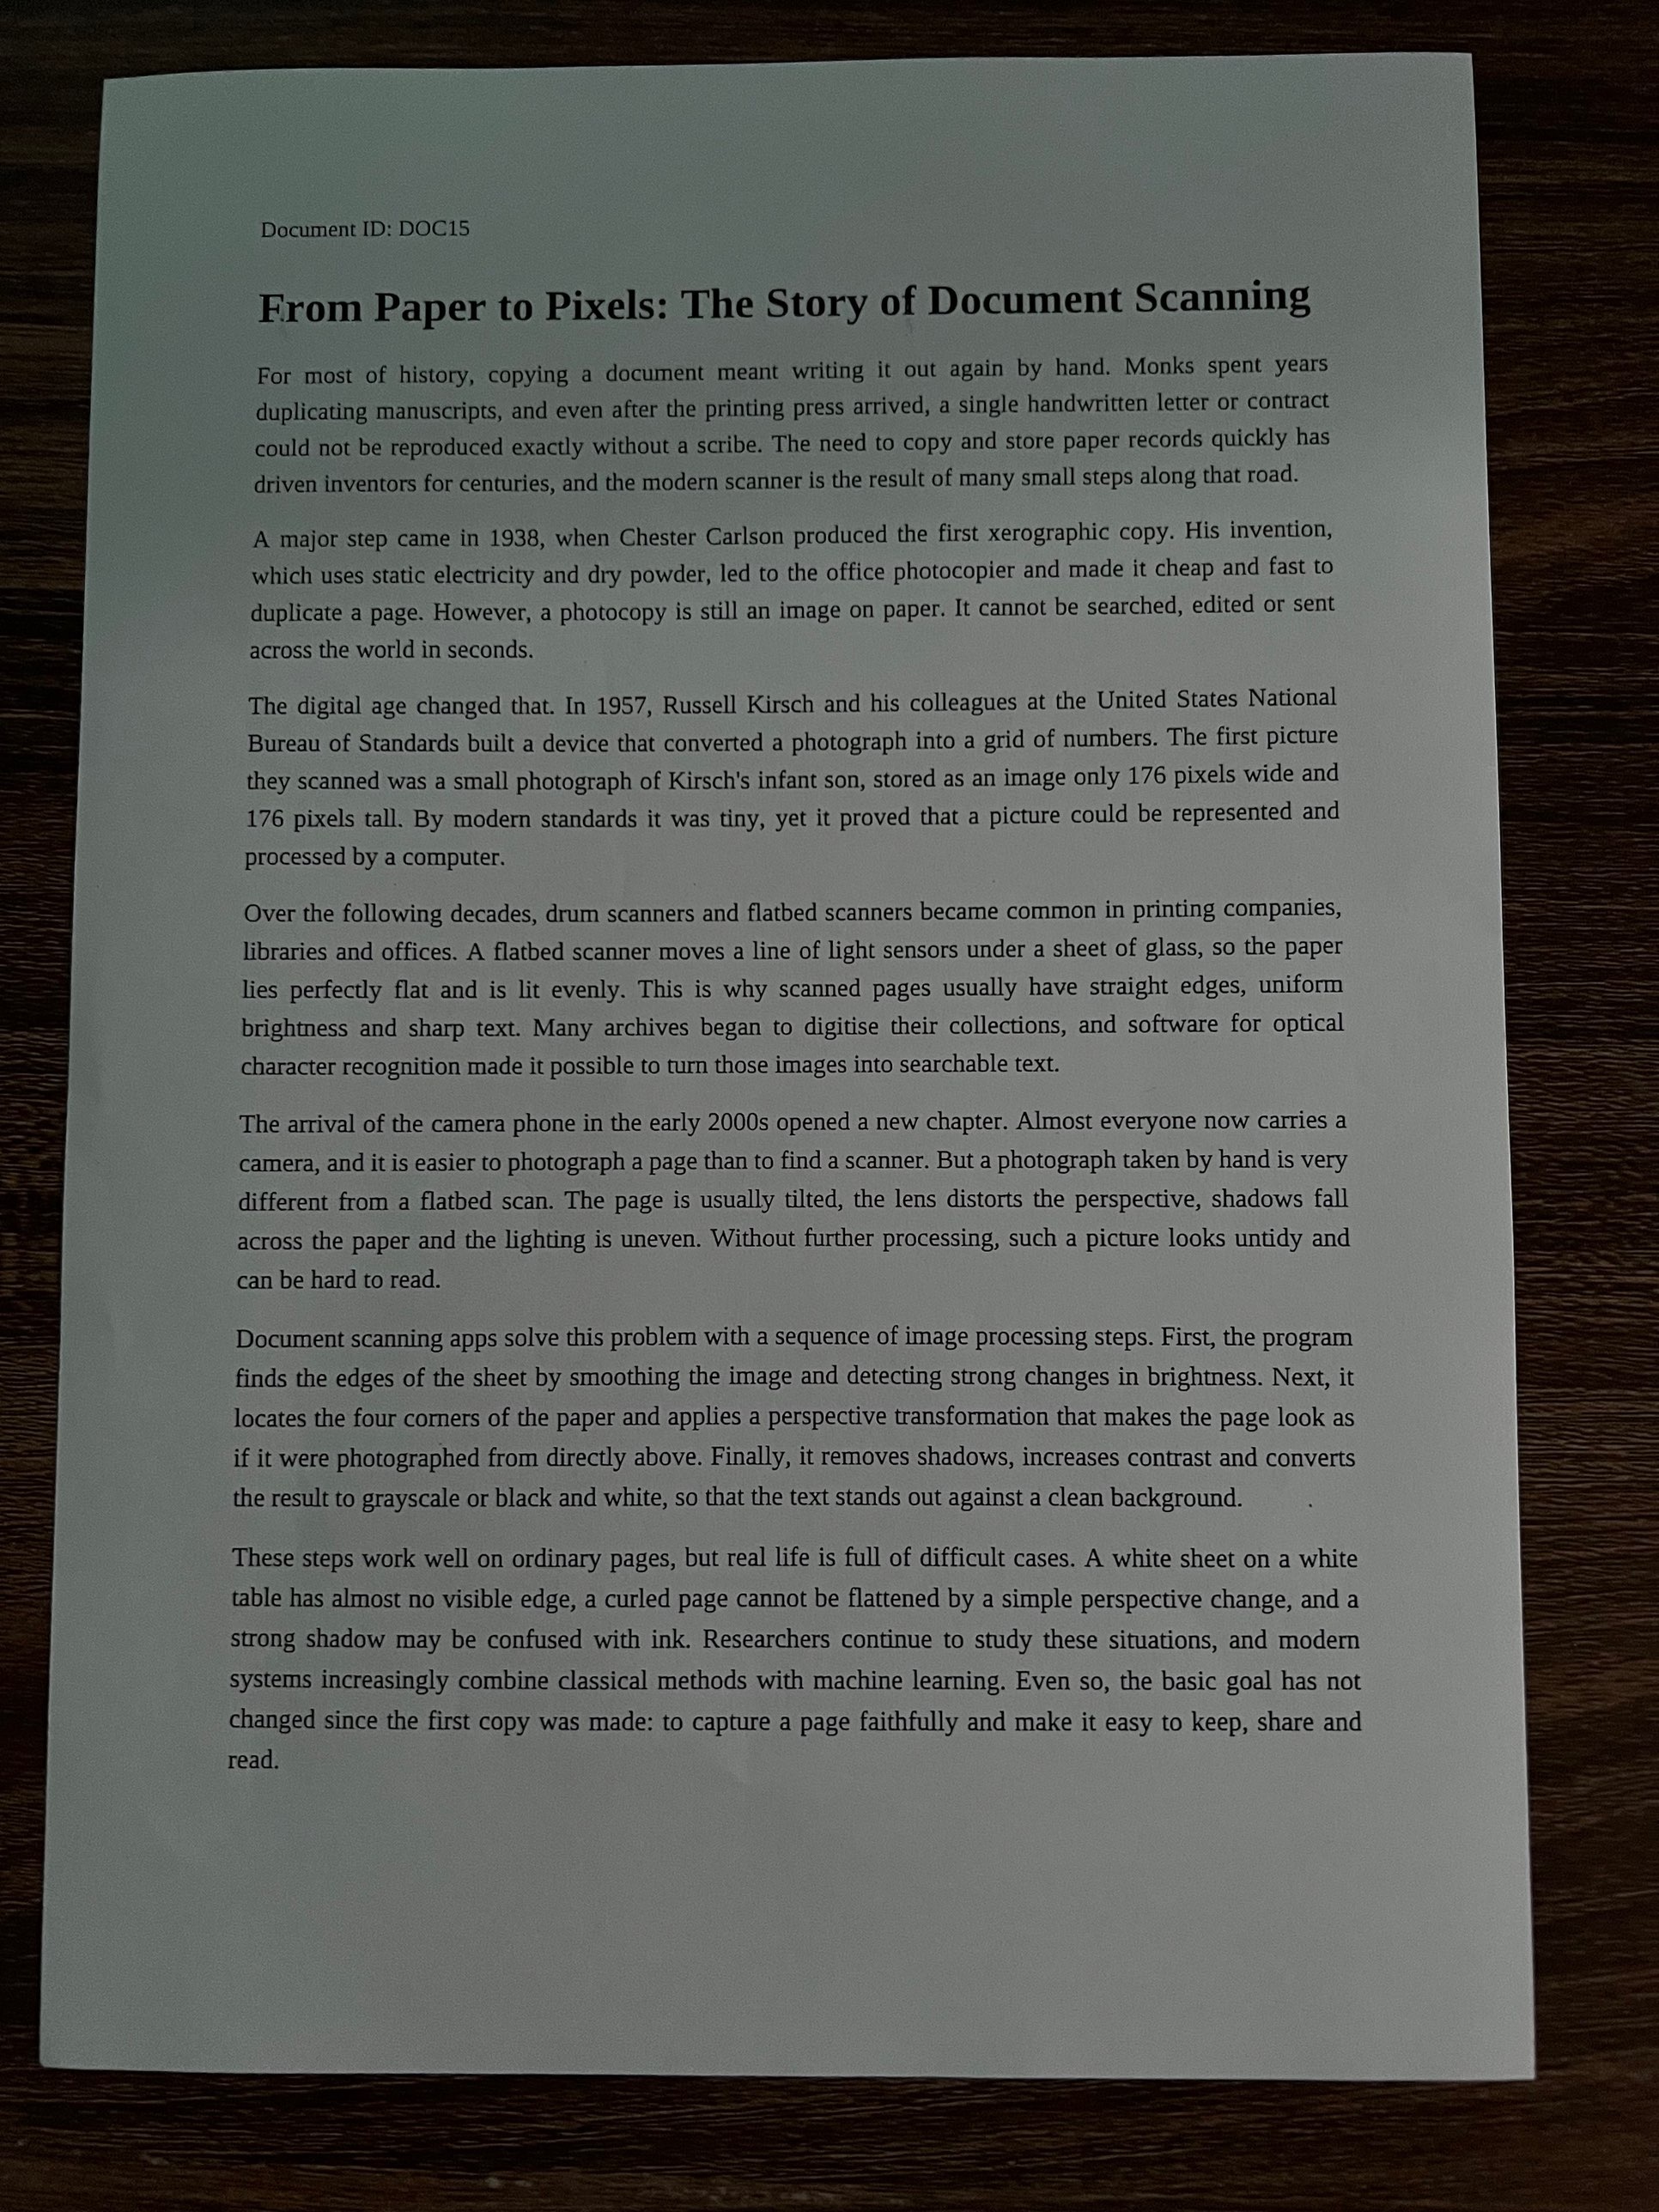 Document ID: DOC15
From Paper to Pixels: The Story of Document Scanning
For most of history, copying a document meant writing it out again by hand. Monks spent years
duplicating manuscripts, and even after the printing press arrived, a single handwritten letter or contract
could not be reproduced exactly without a scribe. The need to copy and store paper records quickly has
driven inventors for centuries, and the modern scanner is the result of many small steps along that road.
A major step came in 1938, when Chester Carlson produced the first xerographic copy. His invention,
which uses static electricity and dry powder, led to the office photocopier and made it cheap and fast to
duplicate a page. However, a photocopy is still an image on paper. It cannot be searched, edited or sent
across the world in seconds.
The digital age changed that. In 1957, Russell Kirsch and his colleagues at the United States National
Bureau of Standards built a device that converted a photograph into a grid of numbers. The first picture
they scanned was a small photograph of Kirsch's infant son, stored as an image only 176 pixels wide and
176 pixels tall. By modern standards it was tiny, yet it proved that a picture could be represented and
processed by a computer.
Over the following decades, drum scanners and flatbed scanners became common in printing companies,
libraries and offices. A flatbed scanner moves a line of light sensors under a sheet of glass, so the paper
lies perfectly flat and is lit evenly. This is why scanned pages usually have straight edges, uniform
brightness and sharp text. Many archives began to digitise their collections, and software for optical
character recognition made it possible to turn those images into searchable text.
The arrival of the camera phone in the early 2000s opened a new chapter. Almost everyone now carries a
camera, and it is easier to photograph a page than to find a scanner. But a photograph taken by hand is very
different from a flatbed scan. The page is usually tilted, the lens distorts the perspective, shadows fall
across the paper and the lighting is uneven. Without further processing, such a picture looks untidy and
can be hard to read.
Document scanning apps solve this problem with a sequence of image processing steps. First, the program
finds the edges of the sheet by smoothing the image and detecting strong changes in brightness. Next, it
locates the four corners of the paper and applies a perspective transformation that makes the page look as
if it were photographed from directly above. Finally, it removes shadows, increases contrast and converts
the result to grayscale or black and white, so that the text stands out against a clean background.
These steps work well on ordinary pages, but real life is full of difficult cases. A white sheet on a white
table has almost no visible edge, a curled page cannot be flattened by a simple perspective change, and a
strong shadow may be confused with ink. Researchers continue to study these situations, and modern
systems increasingly combine classical methods with machine learning. Even so, the basic goal has not
changed since the first copy was made: to capture a page faithfully and make it easy to keep, share and
read.